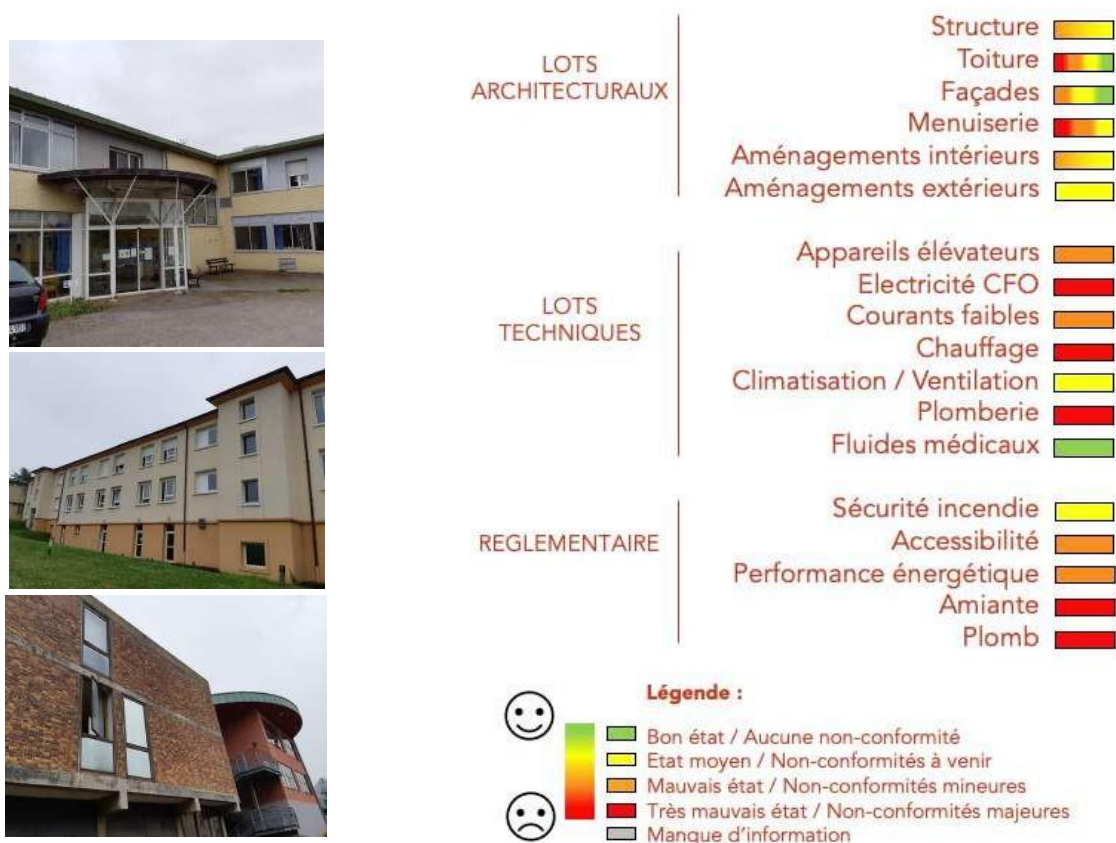 LOTS
ARCHITECTURAUX
Structure
Toiture
Façades
Menuiserie
Aménagements intérieurs
Aménagements extérieurs
LOTS
TECHNIQUES
Appareils élévateurs
Electricité CFO
Courants faibles
Chauffage
Climatisation / Ventilation
Plomberie
Fluides médicaux
REGLEMENTAIRE
Sécurité incendie
Accessibilité
Performance énergétique
Amiante
Plomb
Légende :
Bon état / Aucune non-conformité
Etat moyen / Non-conformités à venir
Mauvais état / Non-conformités mineures
Très mauvais état / Non-conformités majeures
Manque d'information